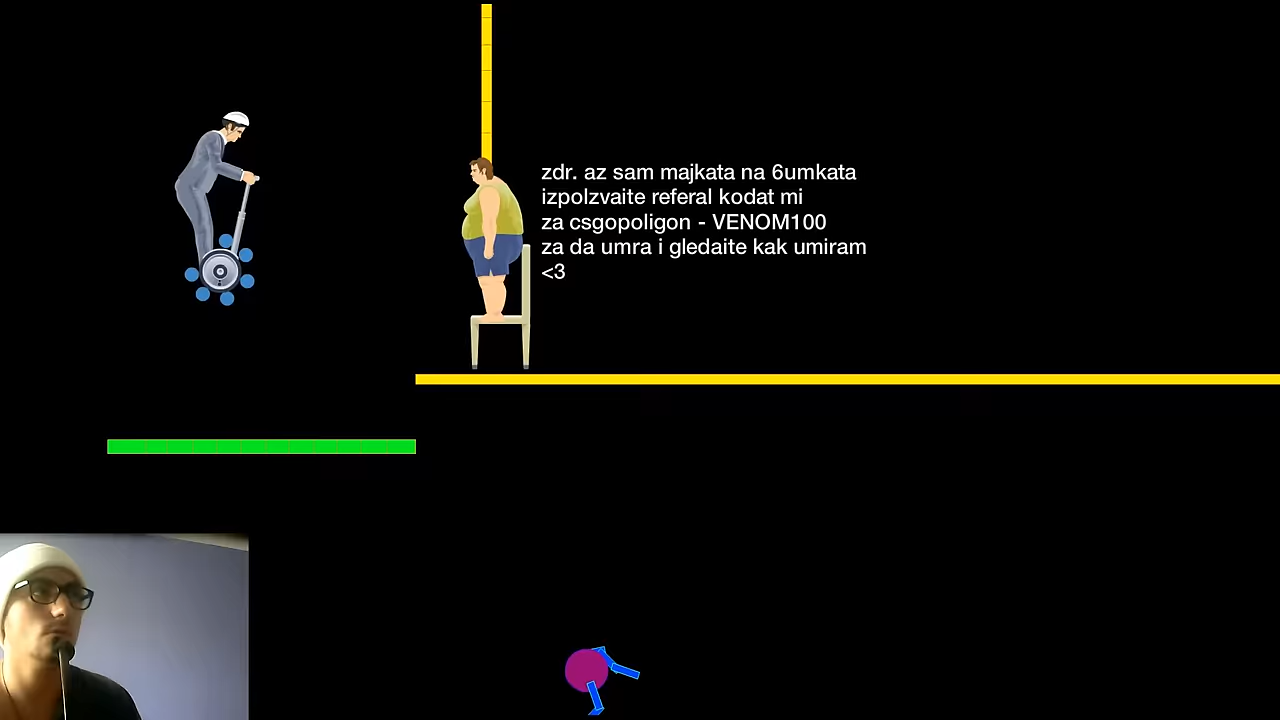 zdr. az sam majkata na 6umkata
izpolzvaite referal kodat mi
za csgopoligon - VENOM100
za da umra i gledaite kak umiram
<3